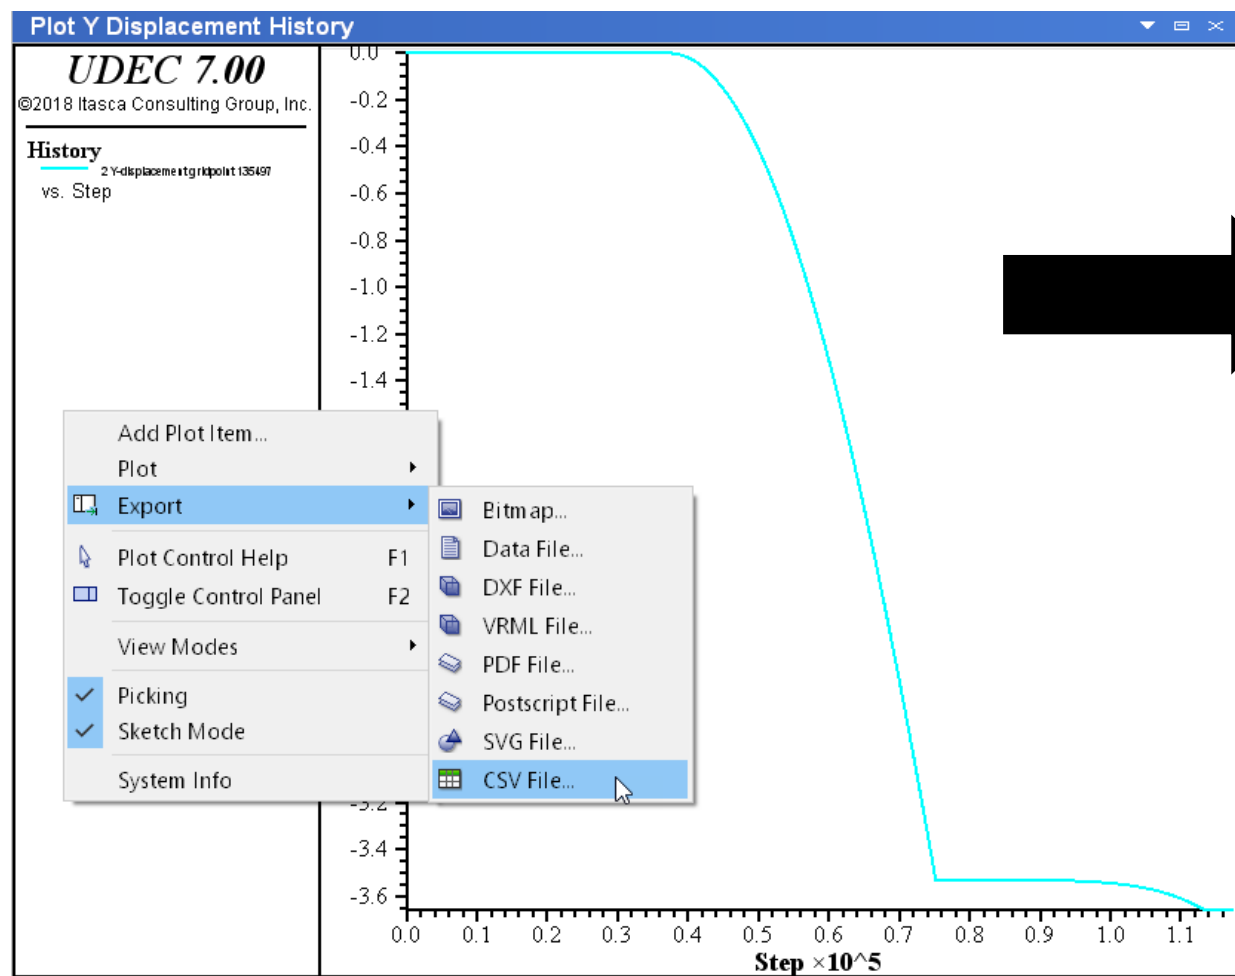 Plot Y Displacement History
UDEC 7.00
©2018 Itasca Consulting Group, Inc.
History
2 Y-displacement gridpoint 135497
vs. Step
0.0
-0.2
-0.4
-0.6
-0.8
-1.0
-1.2
-1.4
Add Plot Item...
Plot
Export
Plot Control Help F1
Toggle Control Panel F2
View Modes
Picking
Sketch Mode
System Info
Bitmap...
Data File...
DXF File...
VRML File...
PDF File...
Postscript File...
SVG File...
CSV File...
-3.2
-3.4
-3.6
0.0 0.1 0.2 0.3 0.4 0.5 0.6 0.7 0.8 0.9 1.0 1.1
Step ×10^5